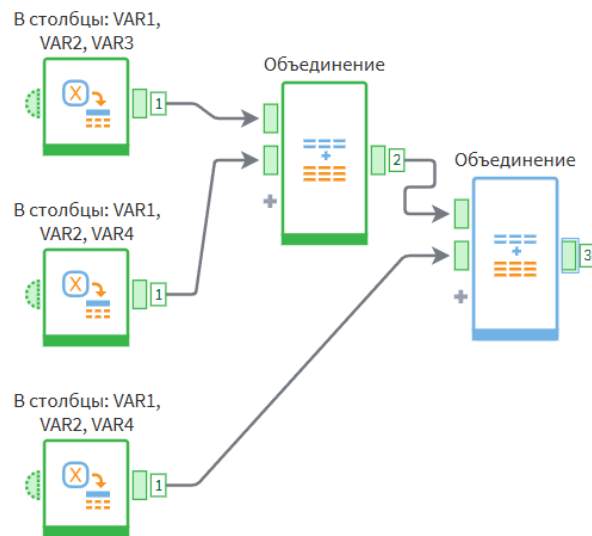 В столбцы: VAR1,
VAR2, VAR3
X
1
Объединение
2
Объединение
3
В столбцы: VAR1,
VAR2, VAR4
X
1
В столбцы: VAR1,
VAR2, VAR4
X
1